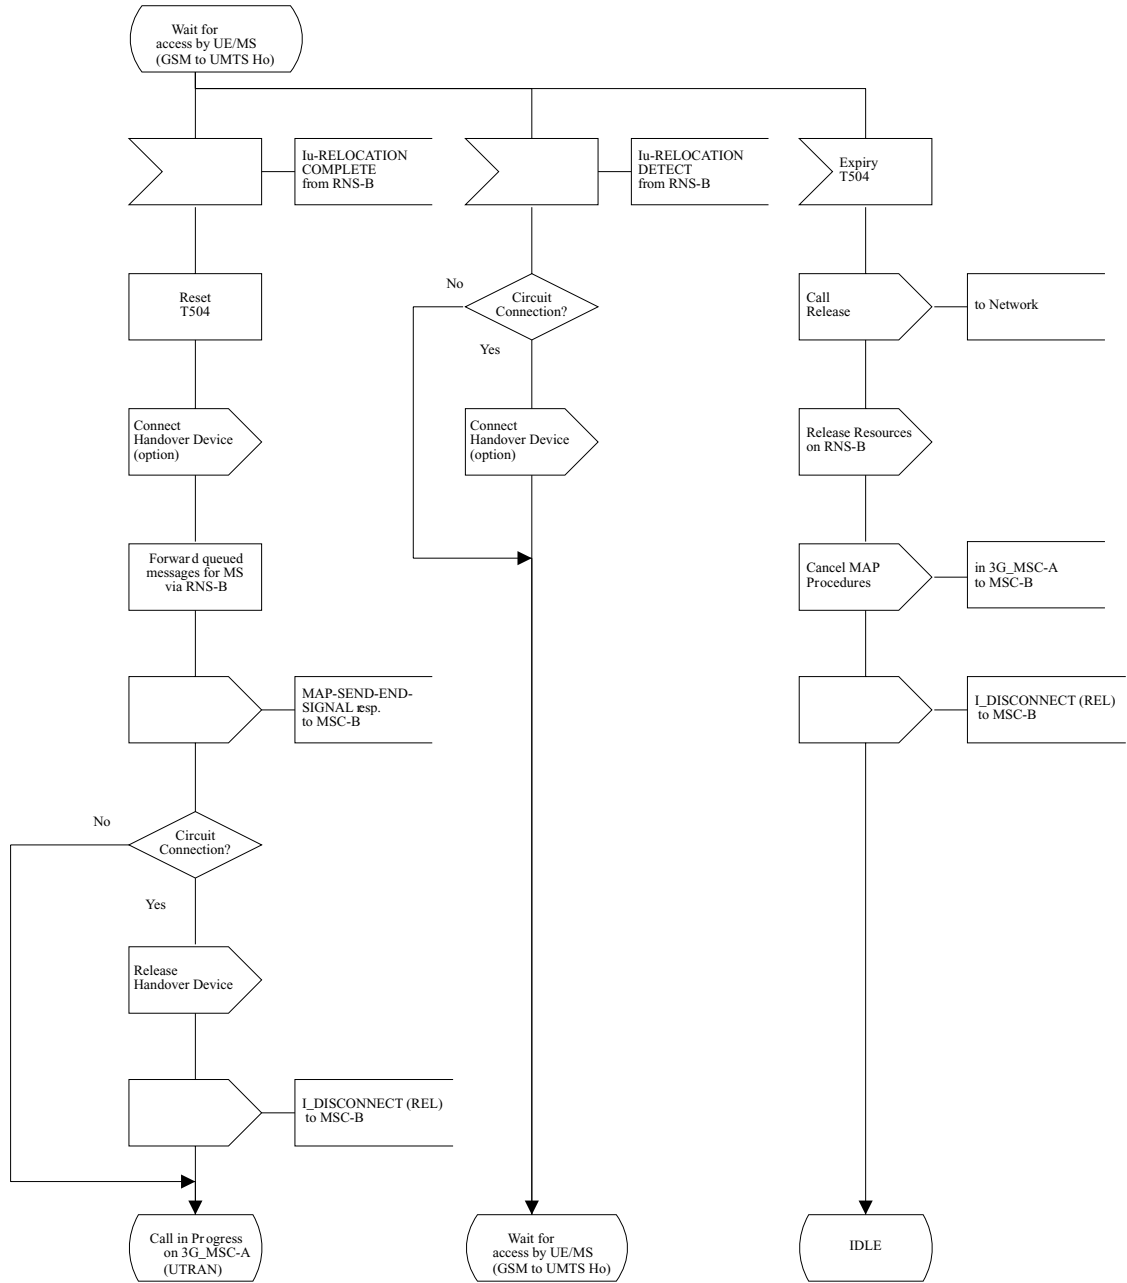 Wait for
access by UE/MS
(GSM to UMTS Ho)
Iu-RELOCATION
COMPLETE
from RNS-B
Iu-RELOCATION
DETECT
from RNS-B
Expiry
T504
Reset
T504
No
Circuit
Connection?
Yes
Call
Release
to Network
Connect
Handover Device
(option)
Connect
Handover Device
(option)
Release Resources
on RNS-B
Forward queued
messages for MS
via RNS-B
Cancel MAP
Procedures
in 3G_MSC-A
to MSC-B
MAP-SEND-END-
SIGNAL resp.
to MSC-B
I_DISCONNECT (REL)
to MSC-B
No
Circuit
Connection?
Yes
Release
Handover Device
I_DISCONNECT (REL)
to MSC-B
Call in Progress
on 3G_MSC-A
(UTRAN)
Wait for
access by UE/MS
(GSM to UMTS Ho)
IDLE